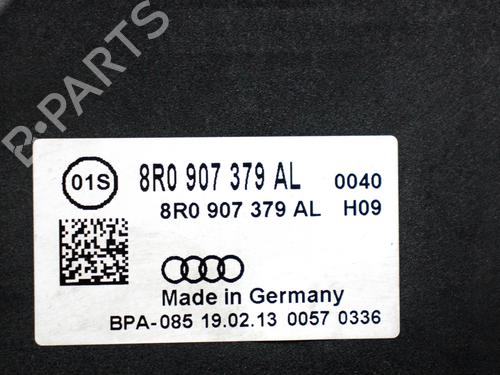 B-PARTS
01S
8R0 907 379 AL 0040
8R0 907 379 AL H09
Made in Germany
BPA-085 19.02.13 0057 0336